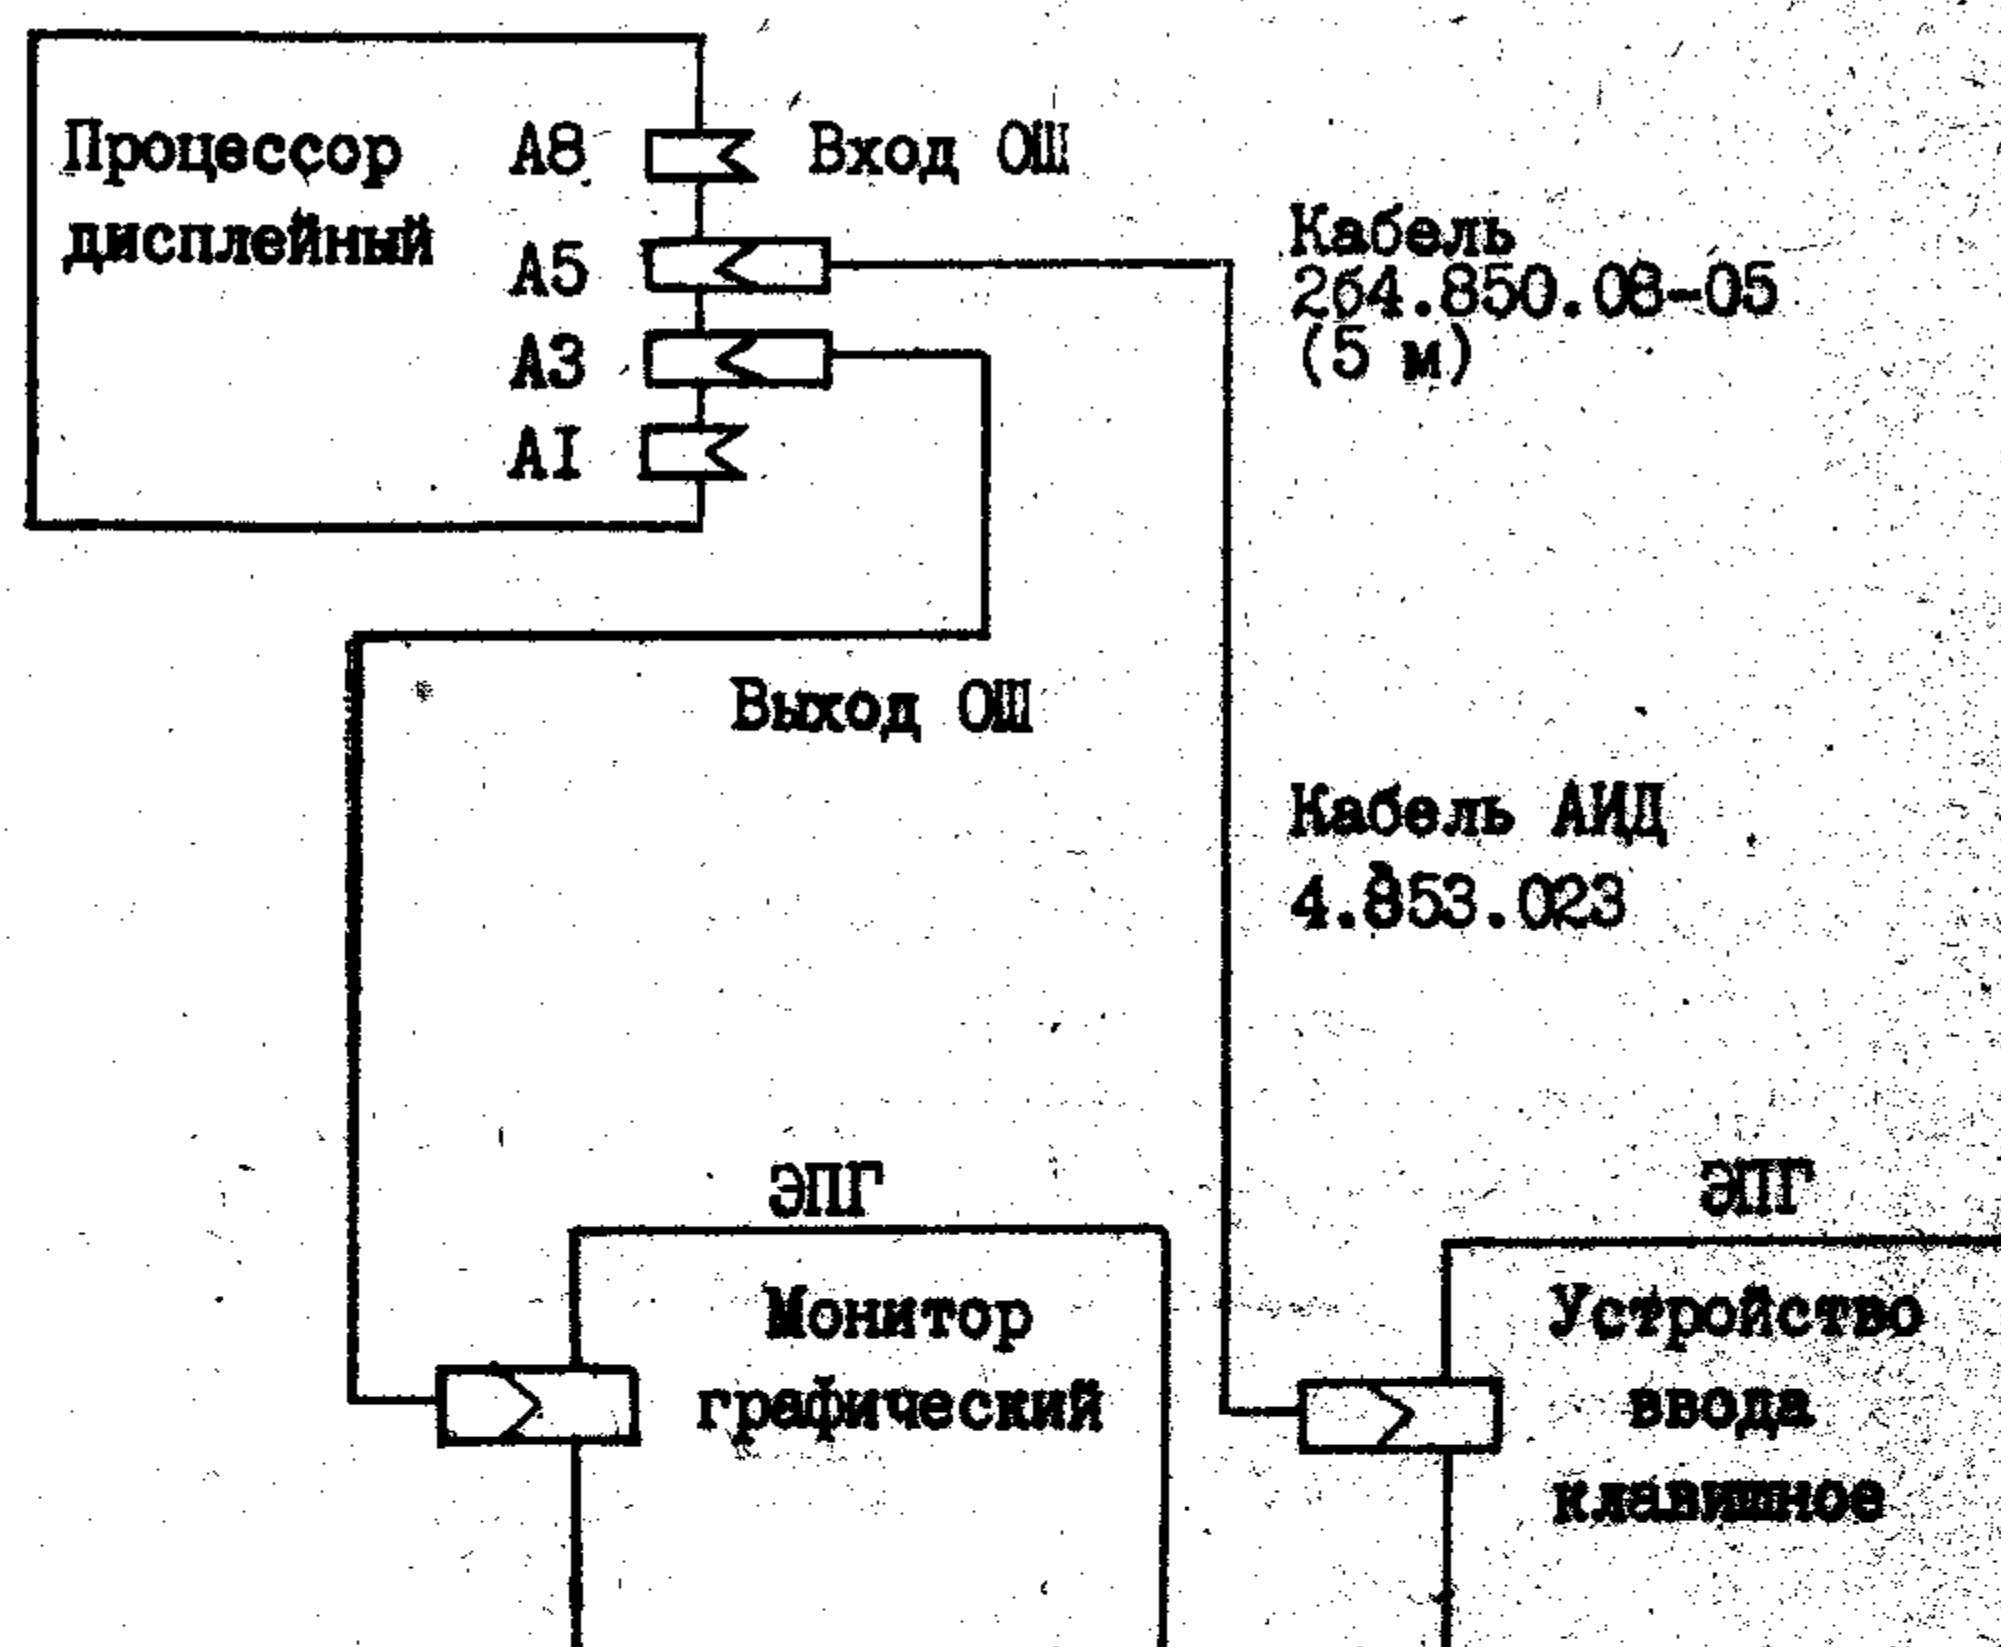 Процессор
дисплейный
А8
Вход ОШ
А5
А3
АI
Кабель
2б4.850.08-05
(5 м)
Выход ОШ
Кабель АИД
4.853.023
ЭПГ
Монитор
графический
ЭПГ
Устройство
ввода
клавишное